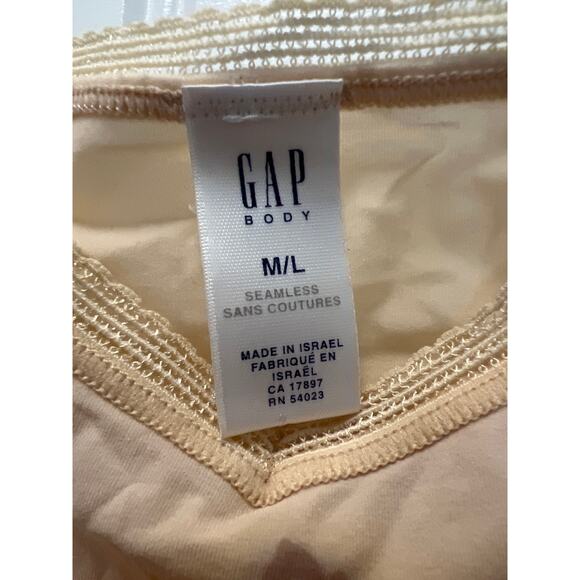 GAP
BODY
M/L
SEAMLESS
SANS COUTURES
MADE IN ISRAEL
FABRIQUÉ EN
ISRAËL
CA 17897
RN 54023